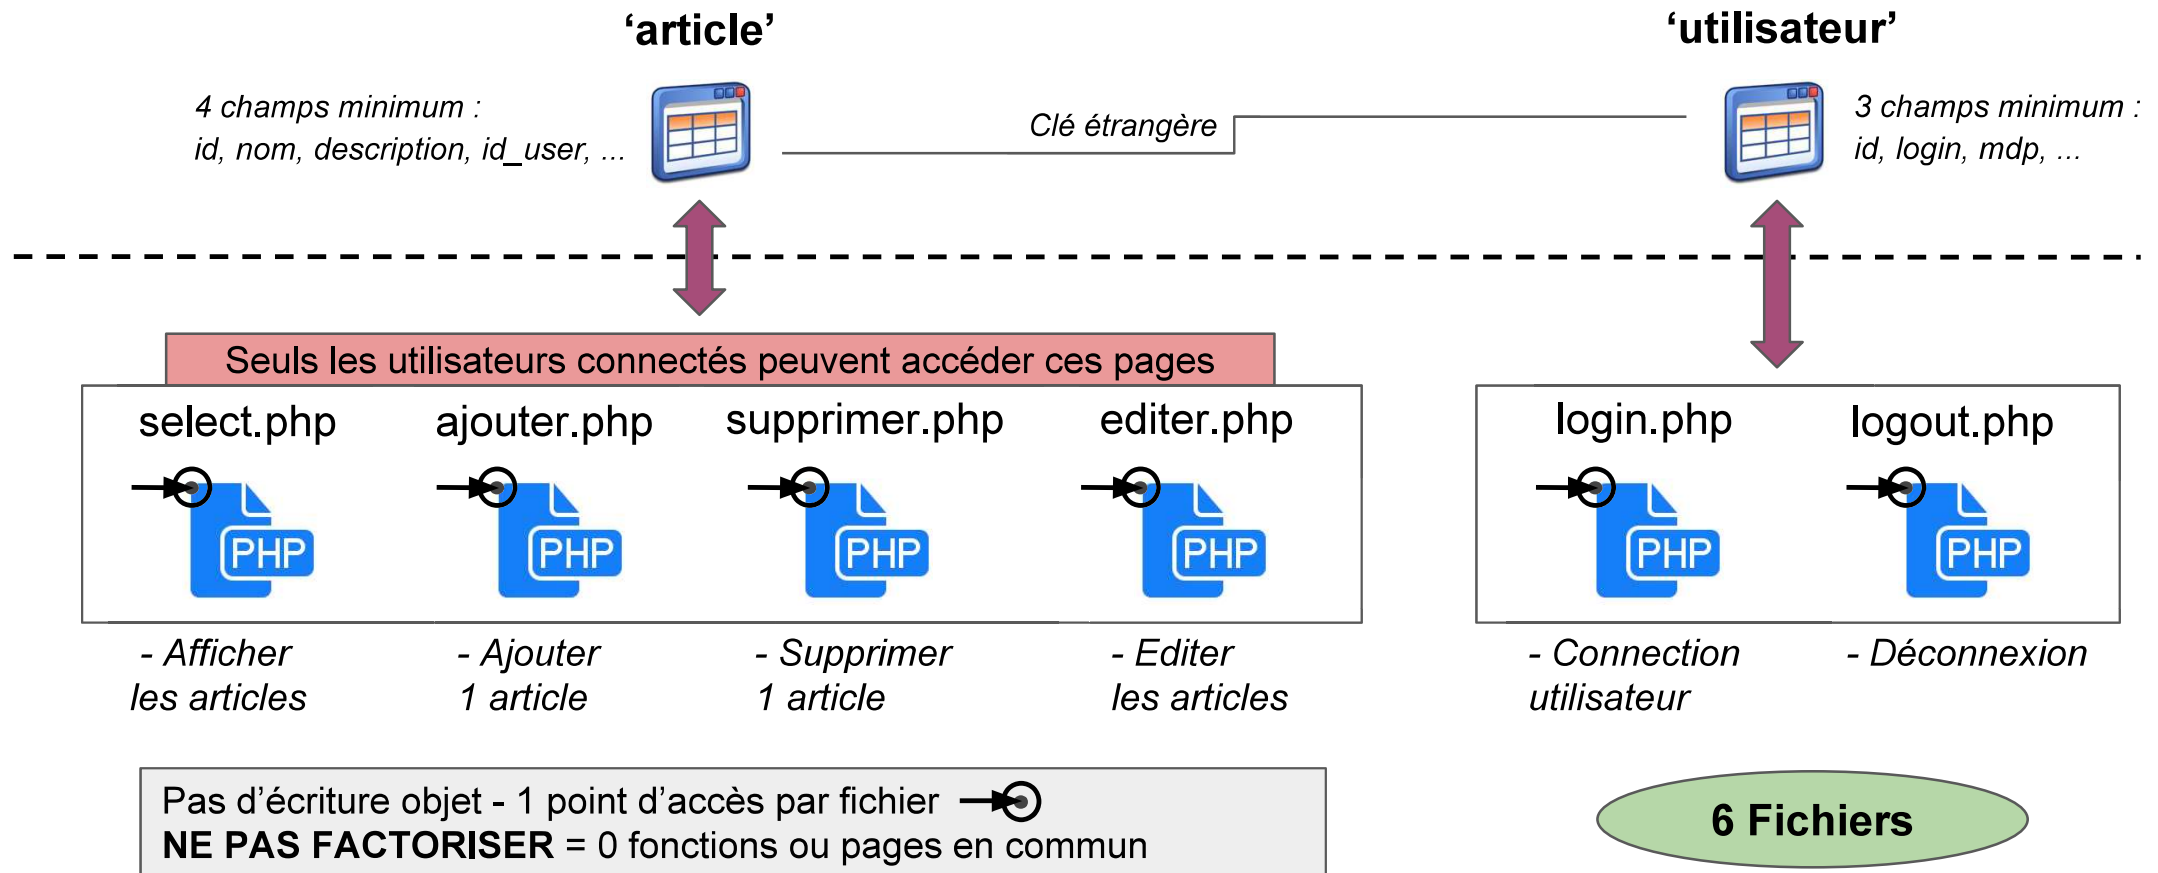 ‘article’
‘utilisateur’
4 champs minimum :
id, nom, description, id_user, ...
Clé étrangère
3 champs minimum :
id, login, mdp, ...
Seuls les utilisateurs connectés peuvent accéder ces pages
select.php
ajouter.php
supprimer.php
editer.php
login.php
logout.php
PHP
PHP
PHP
PHP
PHP
PHP
- Afficher
les articles
- Ajouter
1 article
- Supprimer
1 article
- Editer
les articles
- Connection
utilisateur
- Déconnexion
Pas d’écriture objet - 1 point d’accès par fichier
NE PAS FACTORISER = 0 fonctions ou pages en commun
6 Fichiers